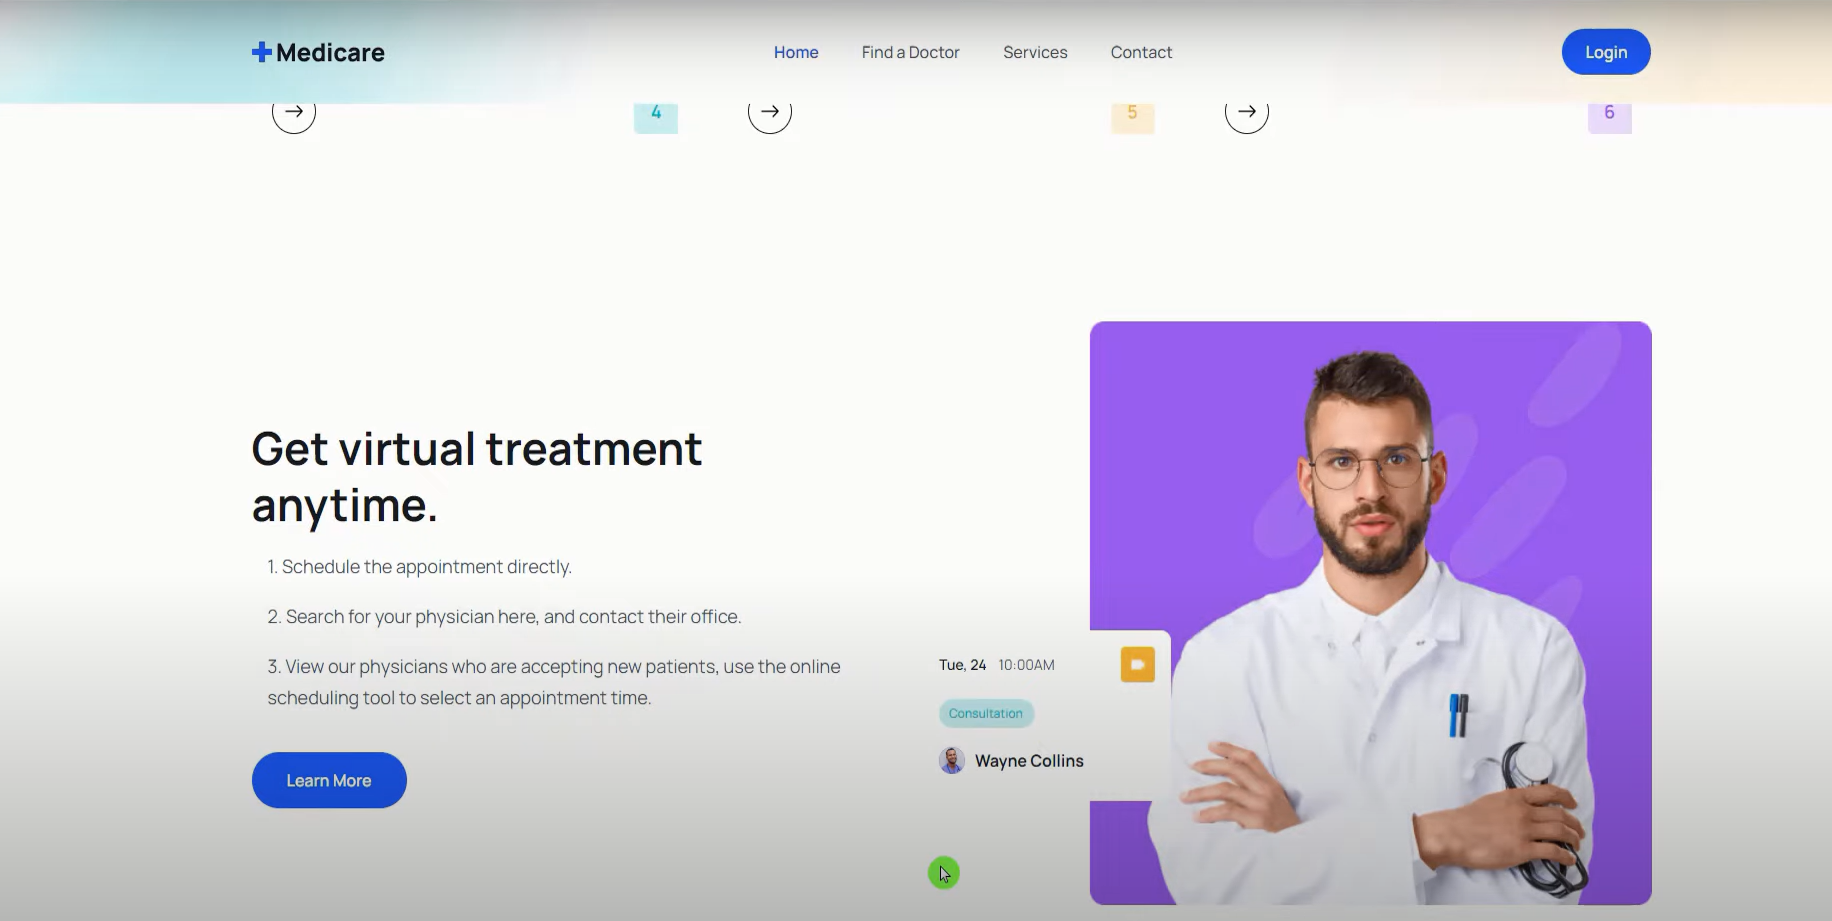 Medicare
Home
Find a Doctor
Services
Contact
Login
4
5
6
Get virtual treatment
anytime.
1. Schedule the appointment directly.
2. Search for your physician here, and contact their office.
3. View our physicians who are accepting new patients, use the online
scheduling tool to select an appointment time.
Learn More
Tue, 24 10:00AM
Consultation
Wayne Collins